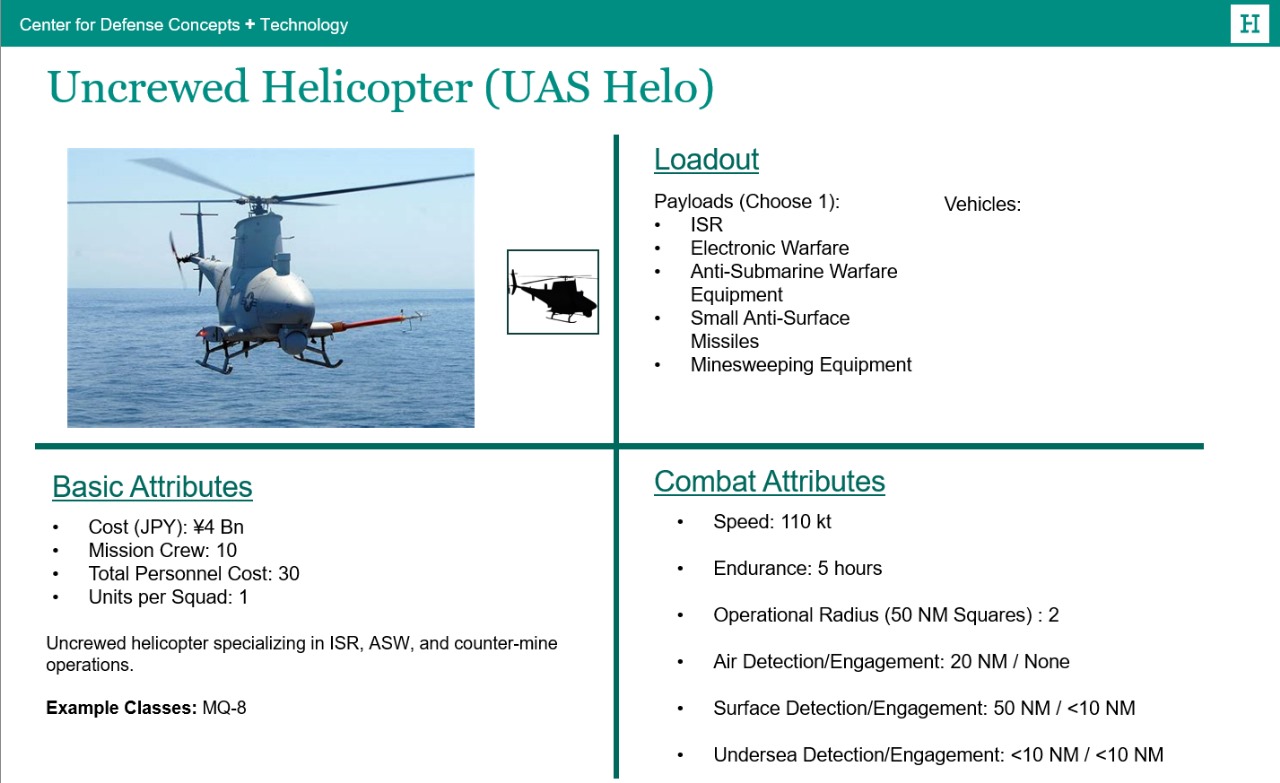 Center for Defense Concepts + Technology
H
Uncrewed Helicopter (UAS Helo)
Loadout
Payloads (Choose 1):
• ISR
• Electronic Warfare
• Anti-Submarine Warfare
Equipment
• Small Anti-Surface
Missiles
• Minesweeping Equipment
Vehicles:
Basic Attributes
• Cost (JPY): ¥4 Bn
• Mission Crew: 10
• Total Personnel Cost: 30
• Units per Squad: 1
Uncrewed helicopter specializing in ISR, ASW, and counter-mine
operations.
Example Classes: MQ-8
Combat Attributes
• Speed: 110 kt
• Endurance: 5 hours
• Operational Radius (50 NM Squares) : 2
• Air Detection/Engagement: 20 NM / None
• Surface Detection/Engagement: 50 NM / <10 NM
• Undersea Detection/Engagement: <10 NM / <10 NM